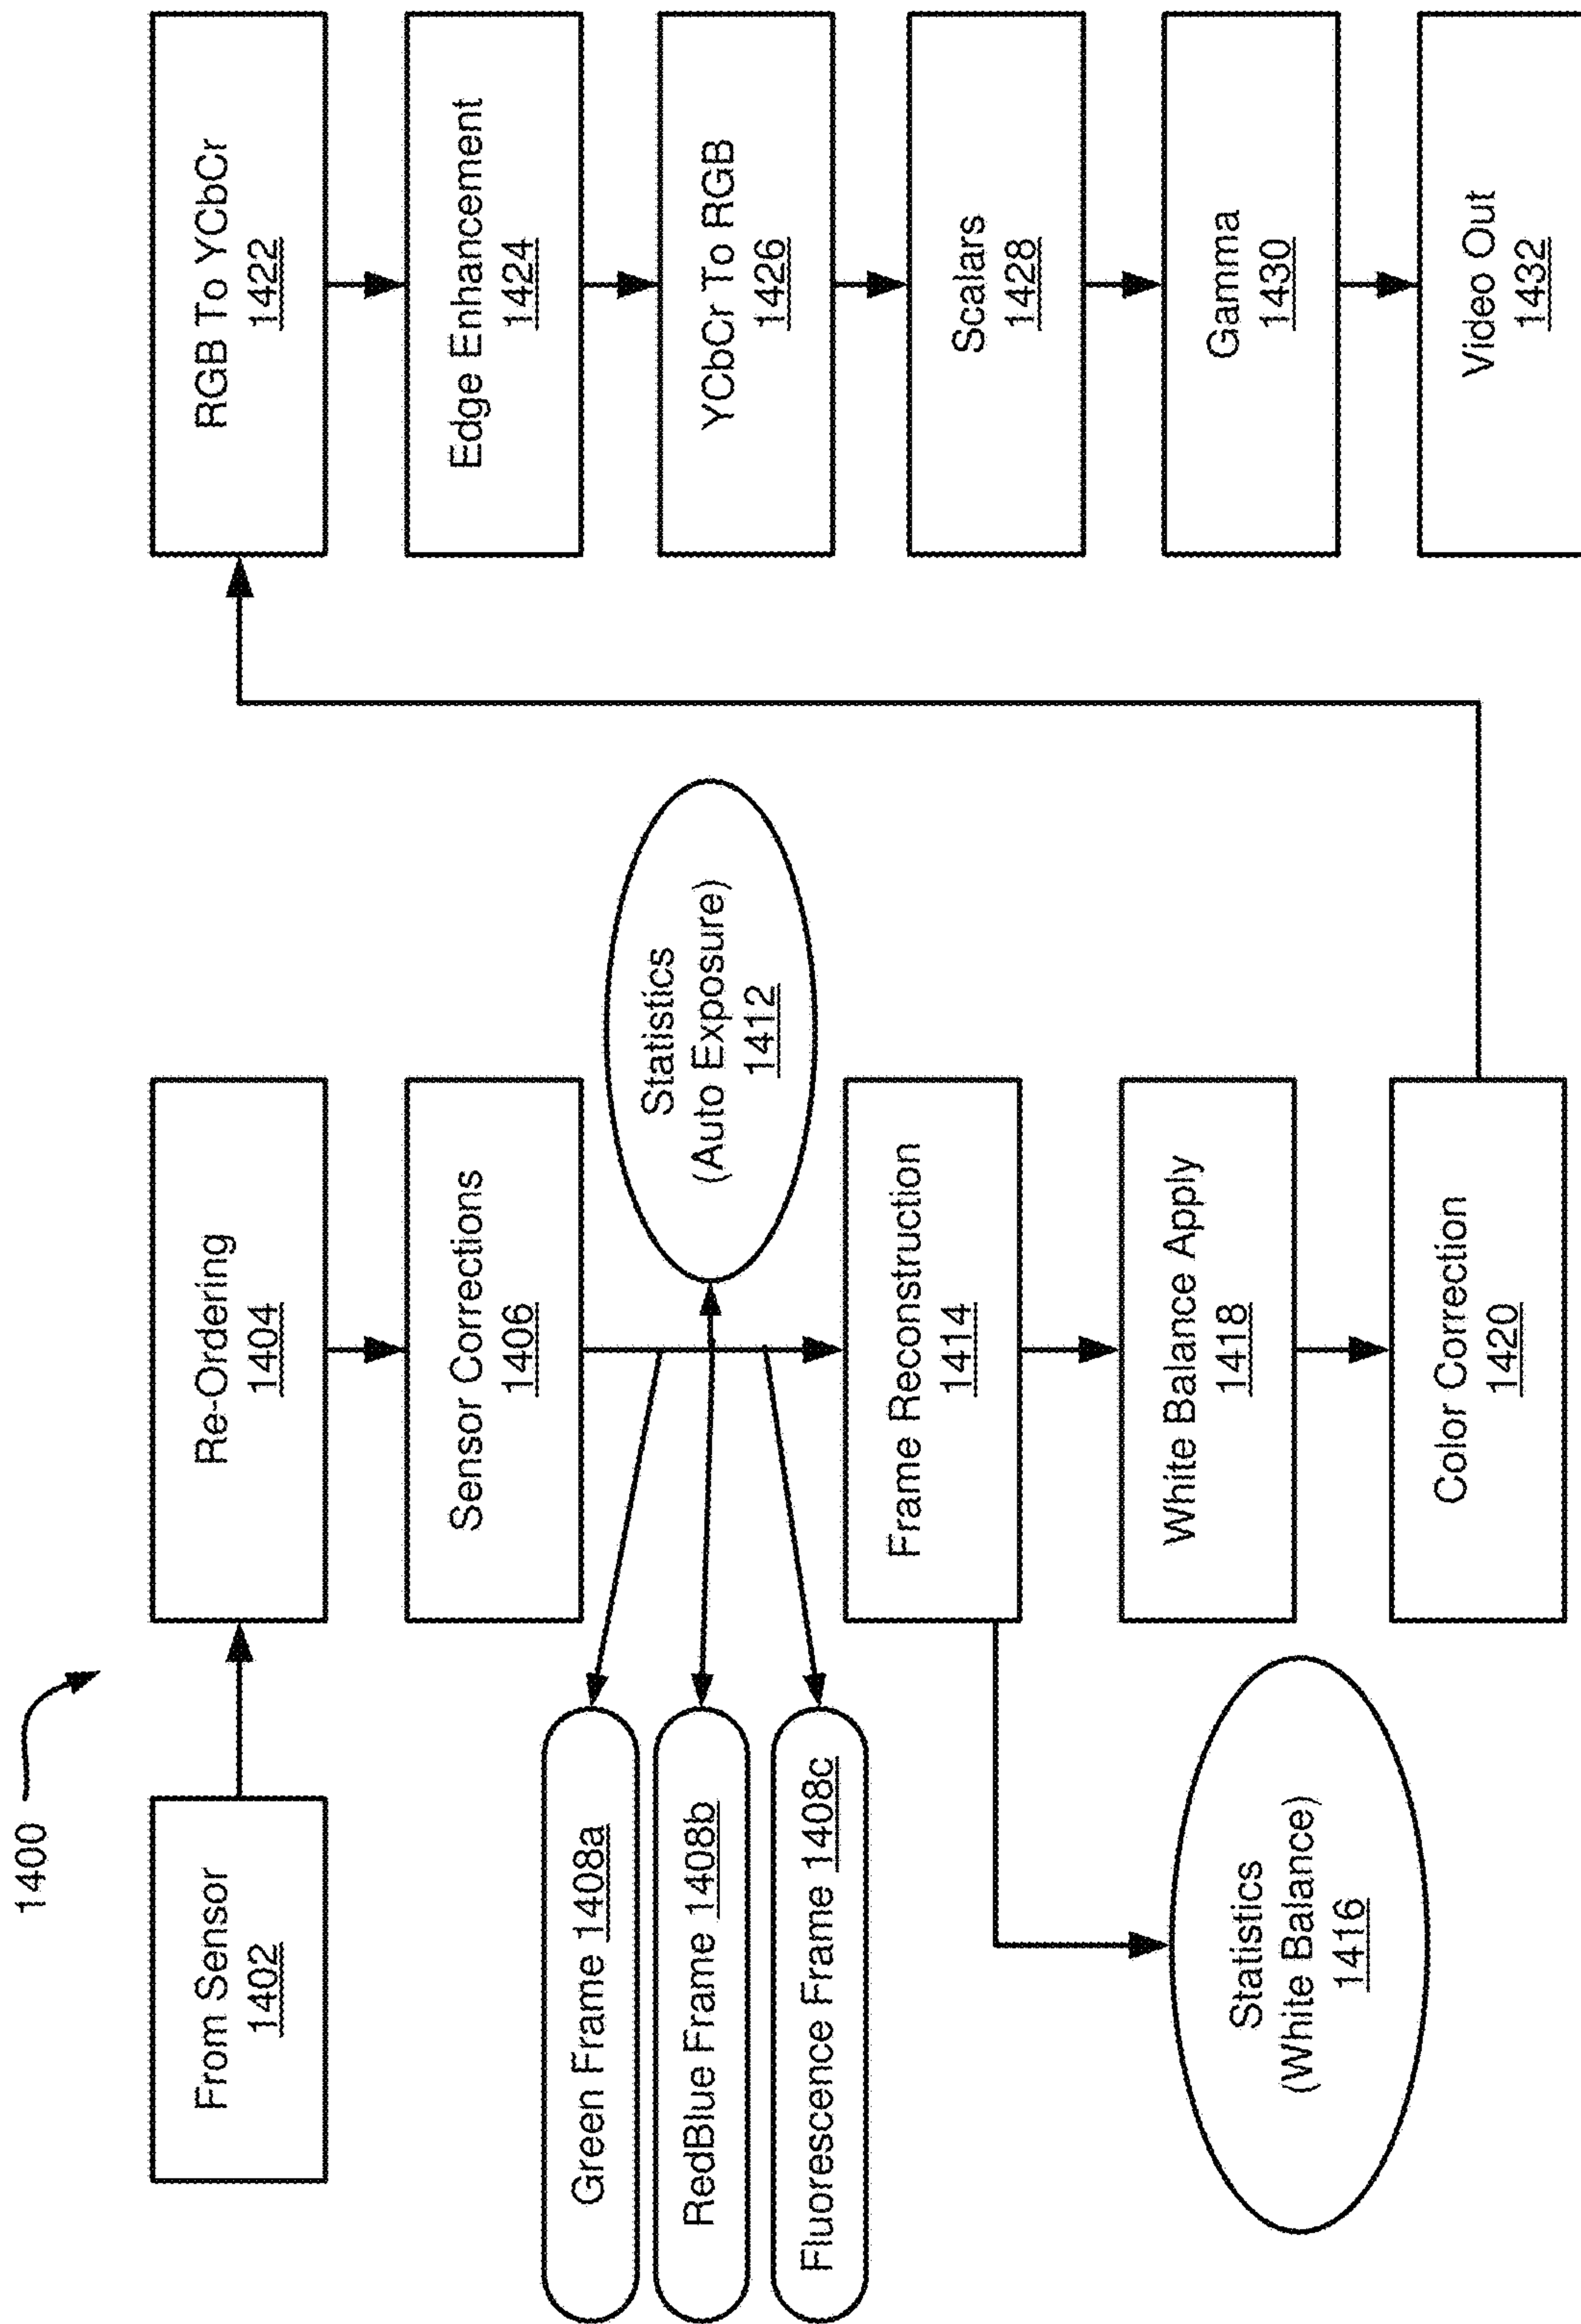 1400
From Sensor
1402
Re-Ordering
1404
Sensor Corrections
1406
Green Frame 1408a
RedBlue Frame 1408b
Fluorescence Frame 1408c
Statistics
(Auto Exposure)
1412
Frame Reconstruction
1414
Statistics
(White Balance)
1416
White Balance Apply
1418
Color Correction
1420
RGB To YCbCr
1422
Edge Enhancement
1424
YCbCr To RGB
1426
Scalars
1428
Gamma
1430
Video Out
1432